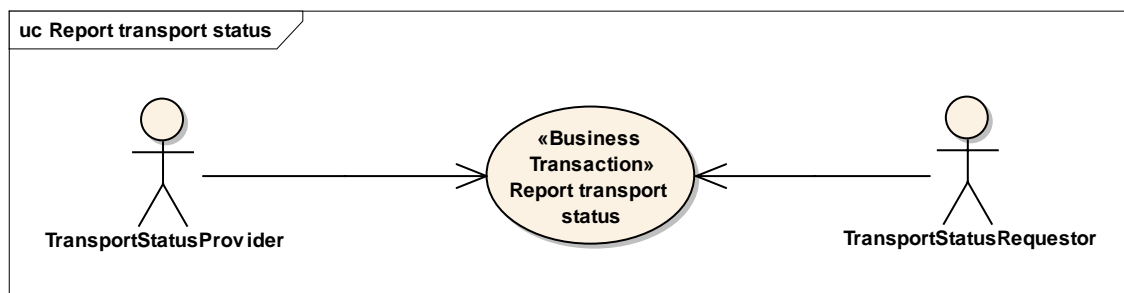 uc Report transport status
«Business
Transaction»
Report transport
status
TransportStatusProvider
TransportStatusRequestor